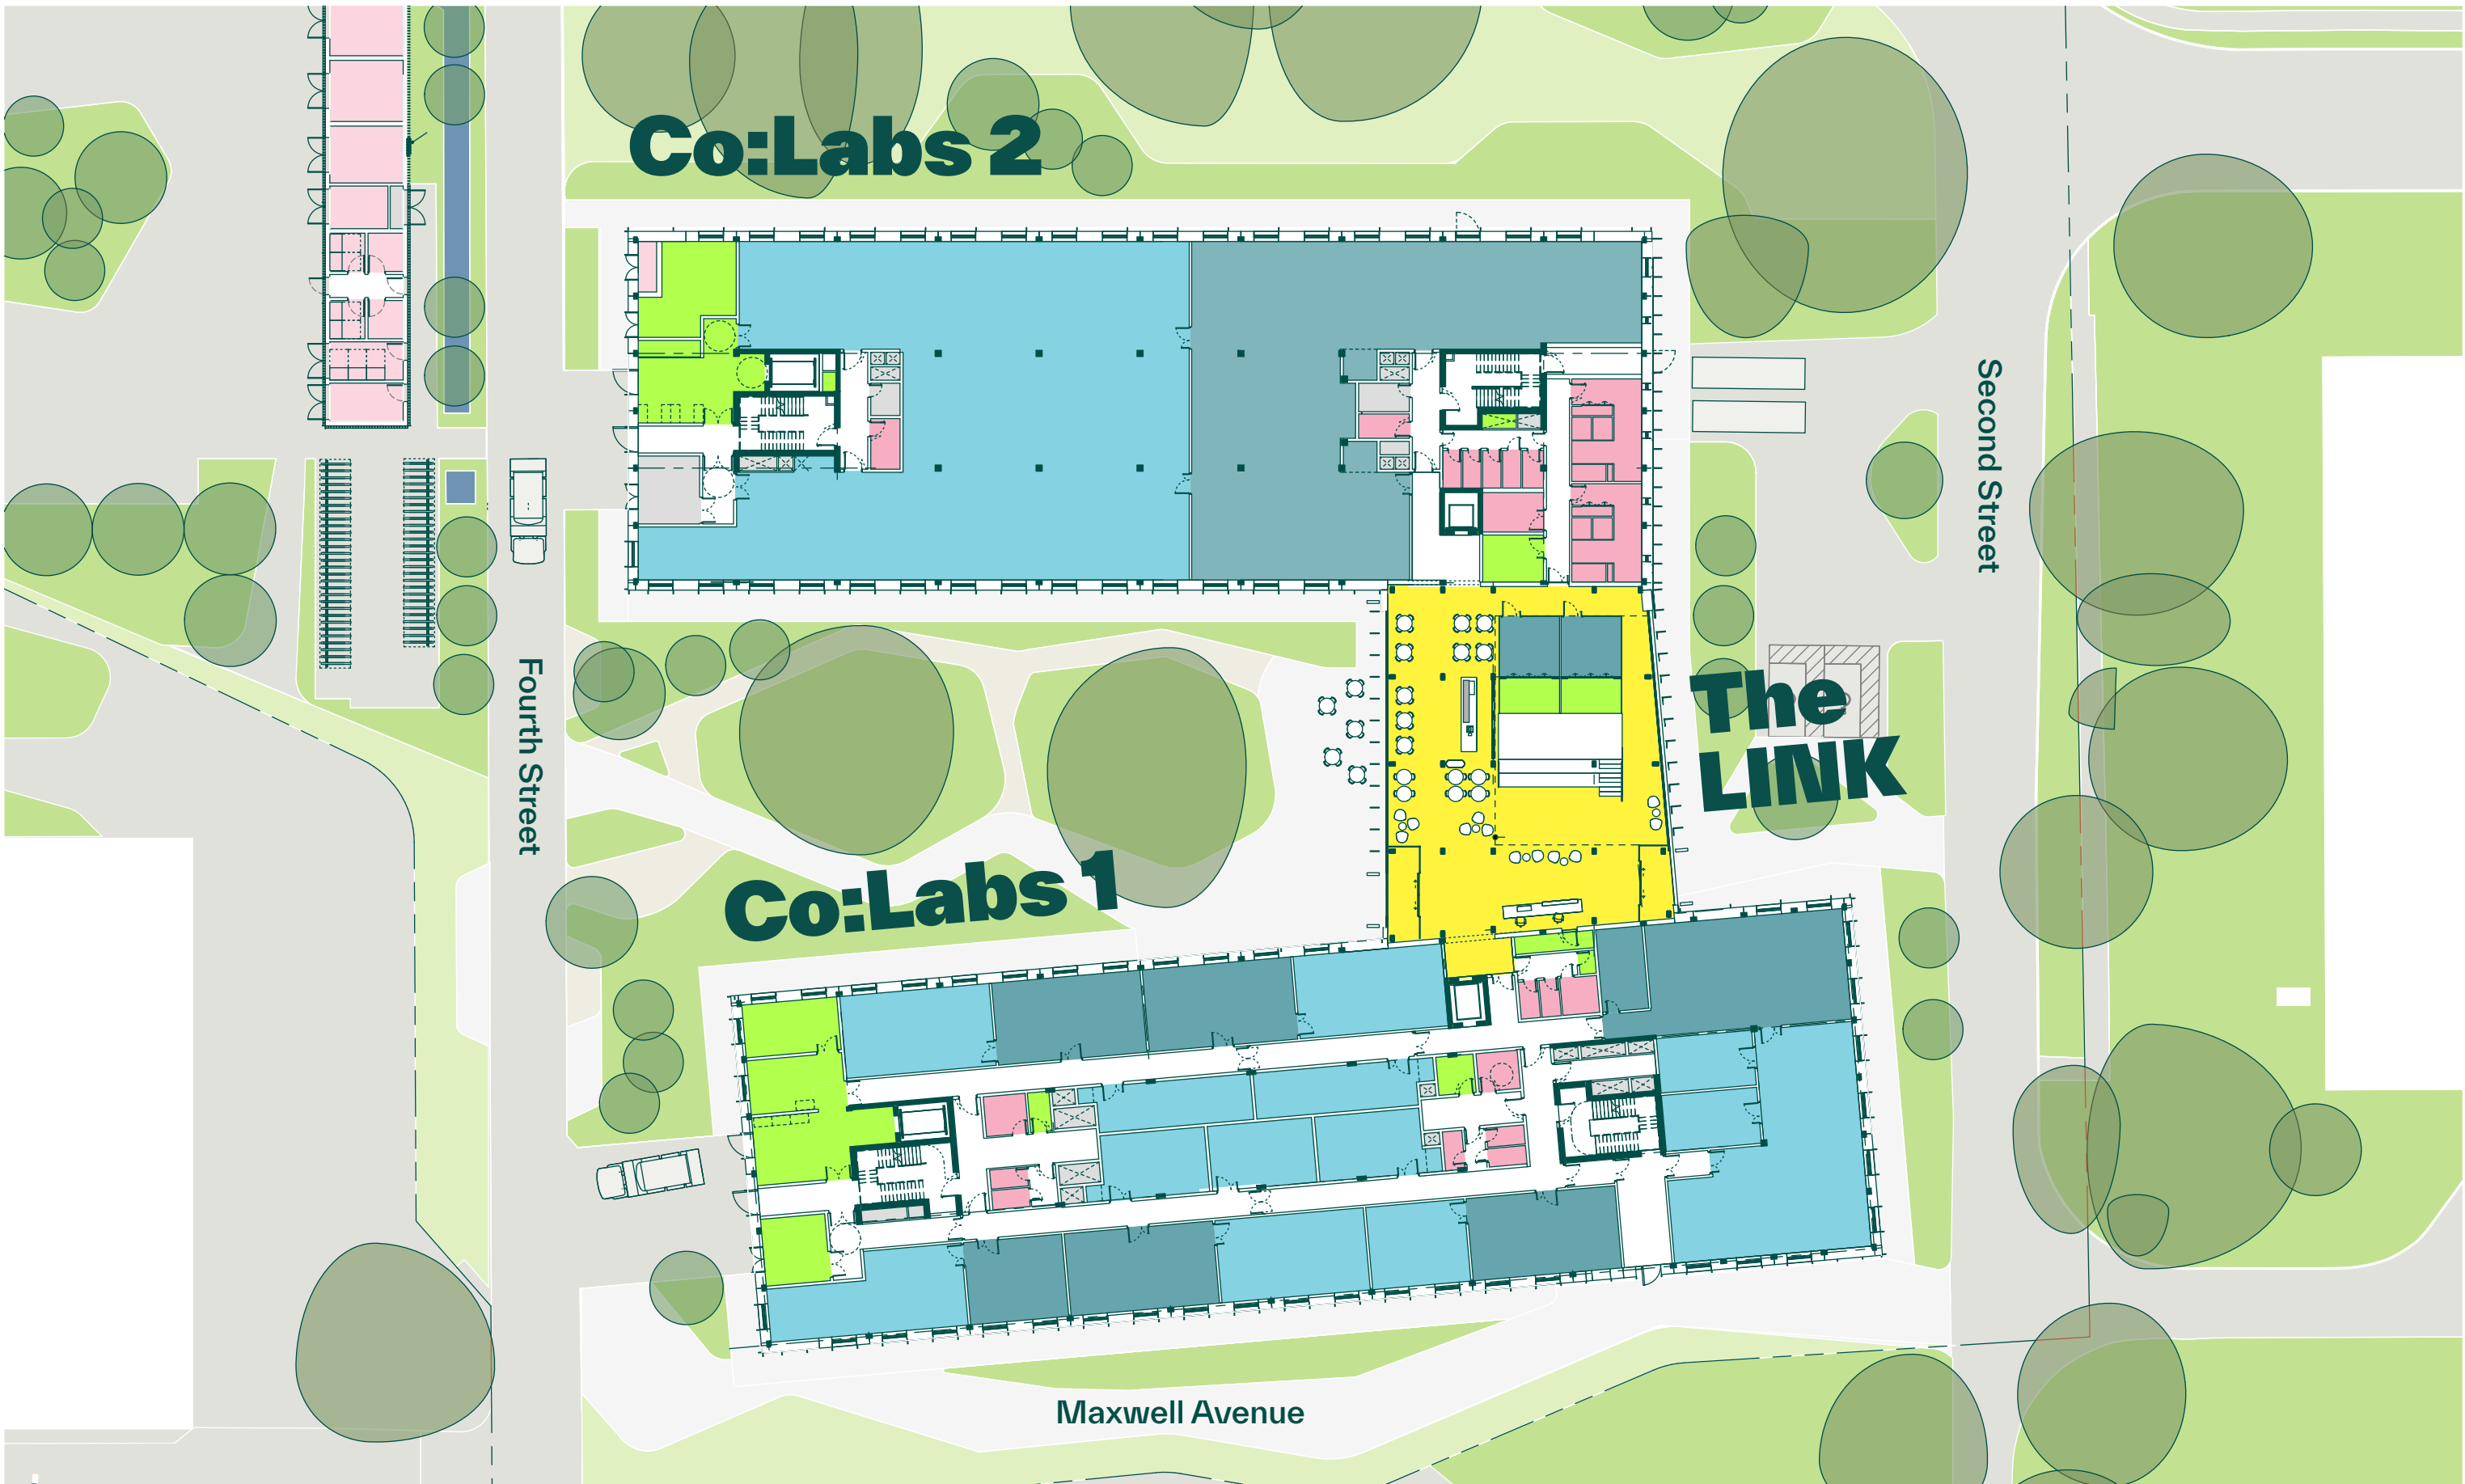 Co:Labs 2
Second Street
Fourth Street
The
LINK
Co:Labs 1
Maxwell Avenue